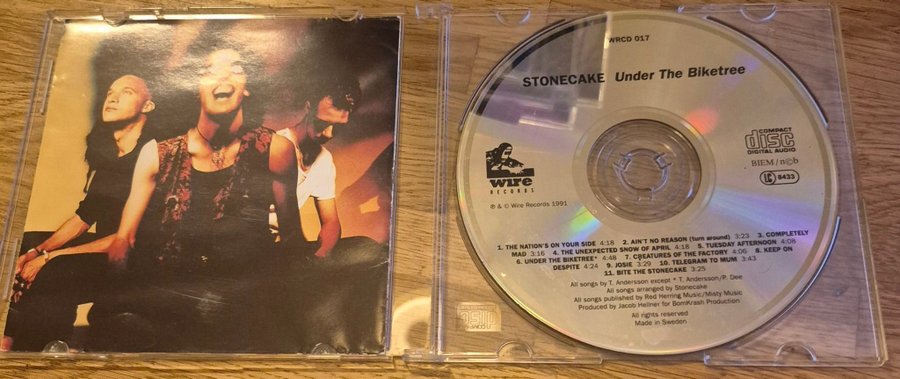 WRCD 017
STONECAKE Under The Biketree
COMPACT
disc
DIGITAL AUDIO
BIEM / n©b
LC 8433
wire
RECORDS
℗ & © Wire Records 1991
1. THE NATION'S ON YOUR SIDE 4:18 2. AIN'T NO REASON (turn around) 3:23 3. COMPLETELY
MAD 3:16 4. THE UNEXPECTED SNOW OF APRIL 4:18 5. TUESDAY AFTERNOON 4:08
6. UNDER THE BIKETREE* 4:48 7. CREATURES OF THE FACTORY 4:06 8. KEEP ON
DESPITE 4:24 9. JOSIE 3:29 10. TELEGRAM TO MUM 3:43
11. BITE THE STONECAKE 3:25
All songs by T. Andersson except * T. Andersson/P. Dee
All songs arranged by Stonecake
All songs published by Red Herring Music/Misty Music
Produced by Jacob Hellner for BomKrash Production
All rights reserved
Made in Sweden